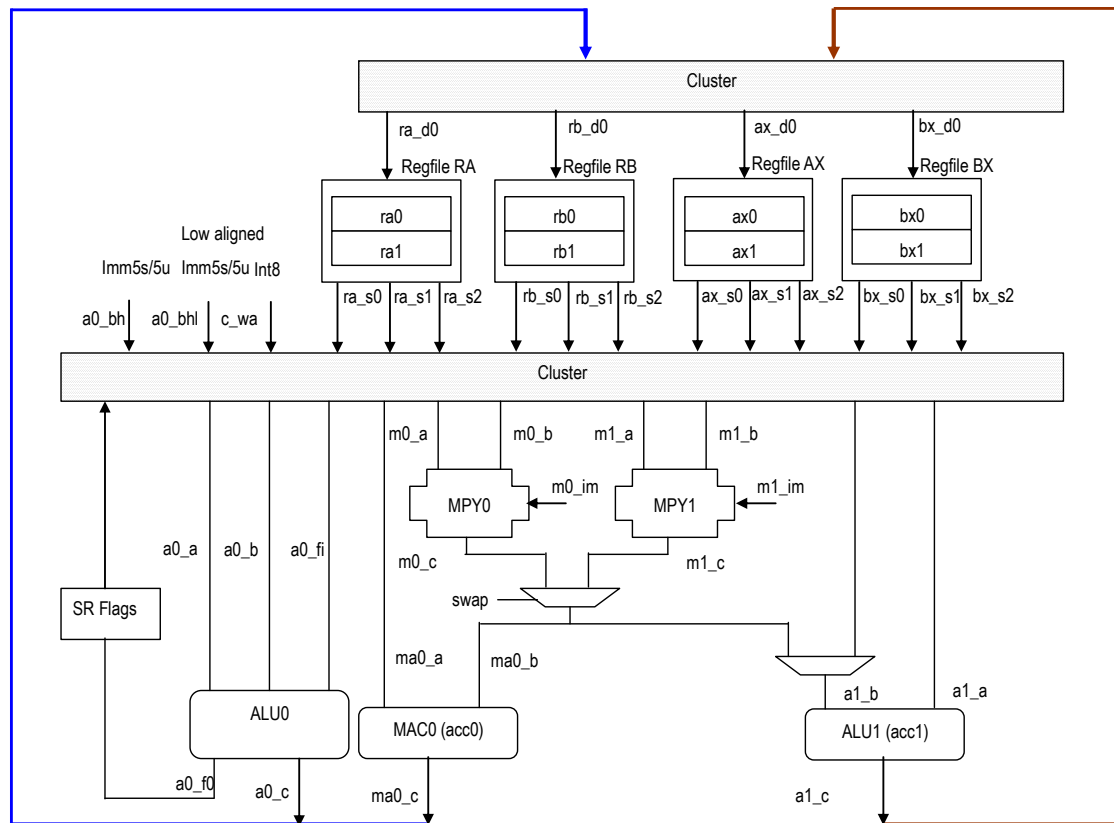 Cluster
ra_d0 rb_d0 ax_d0 bx_d0
Regfile RA Regfile RB Regfile AX Regfile BX
ra0 rb0 ax0 bx0
ra1 rb1 ax1 bx1
Low aligned
Imm5s/5u Imm5s/5u Int8
ra_s0 ra_s1 ra_s2 rb_s0 rb_s1 rb_s2 ax_s0 ax_s1 ax_s2 bx_s0 bx_s1 bx_s2
a0_bh a0_bhl c_wa
Cluster
m0_a m0_b m1_a m1_b
m0_im m1_im
MPY0 MPY1
a0_a a0_b a0_fi m0_c m1_c
SR Flags swap
ma0_a ma0_b
a1_b a1_a
ALU0 MAC0 (acc0) ALU1 (acc1)
a0_f0 a0_c ma0_c a1_c